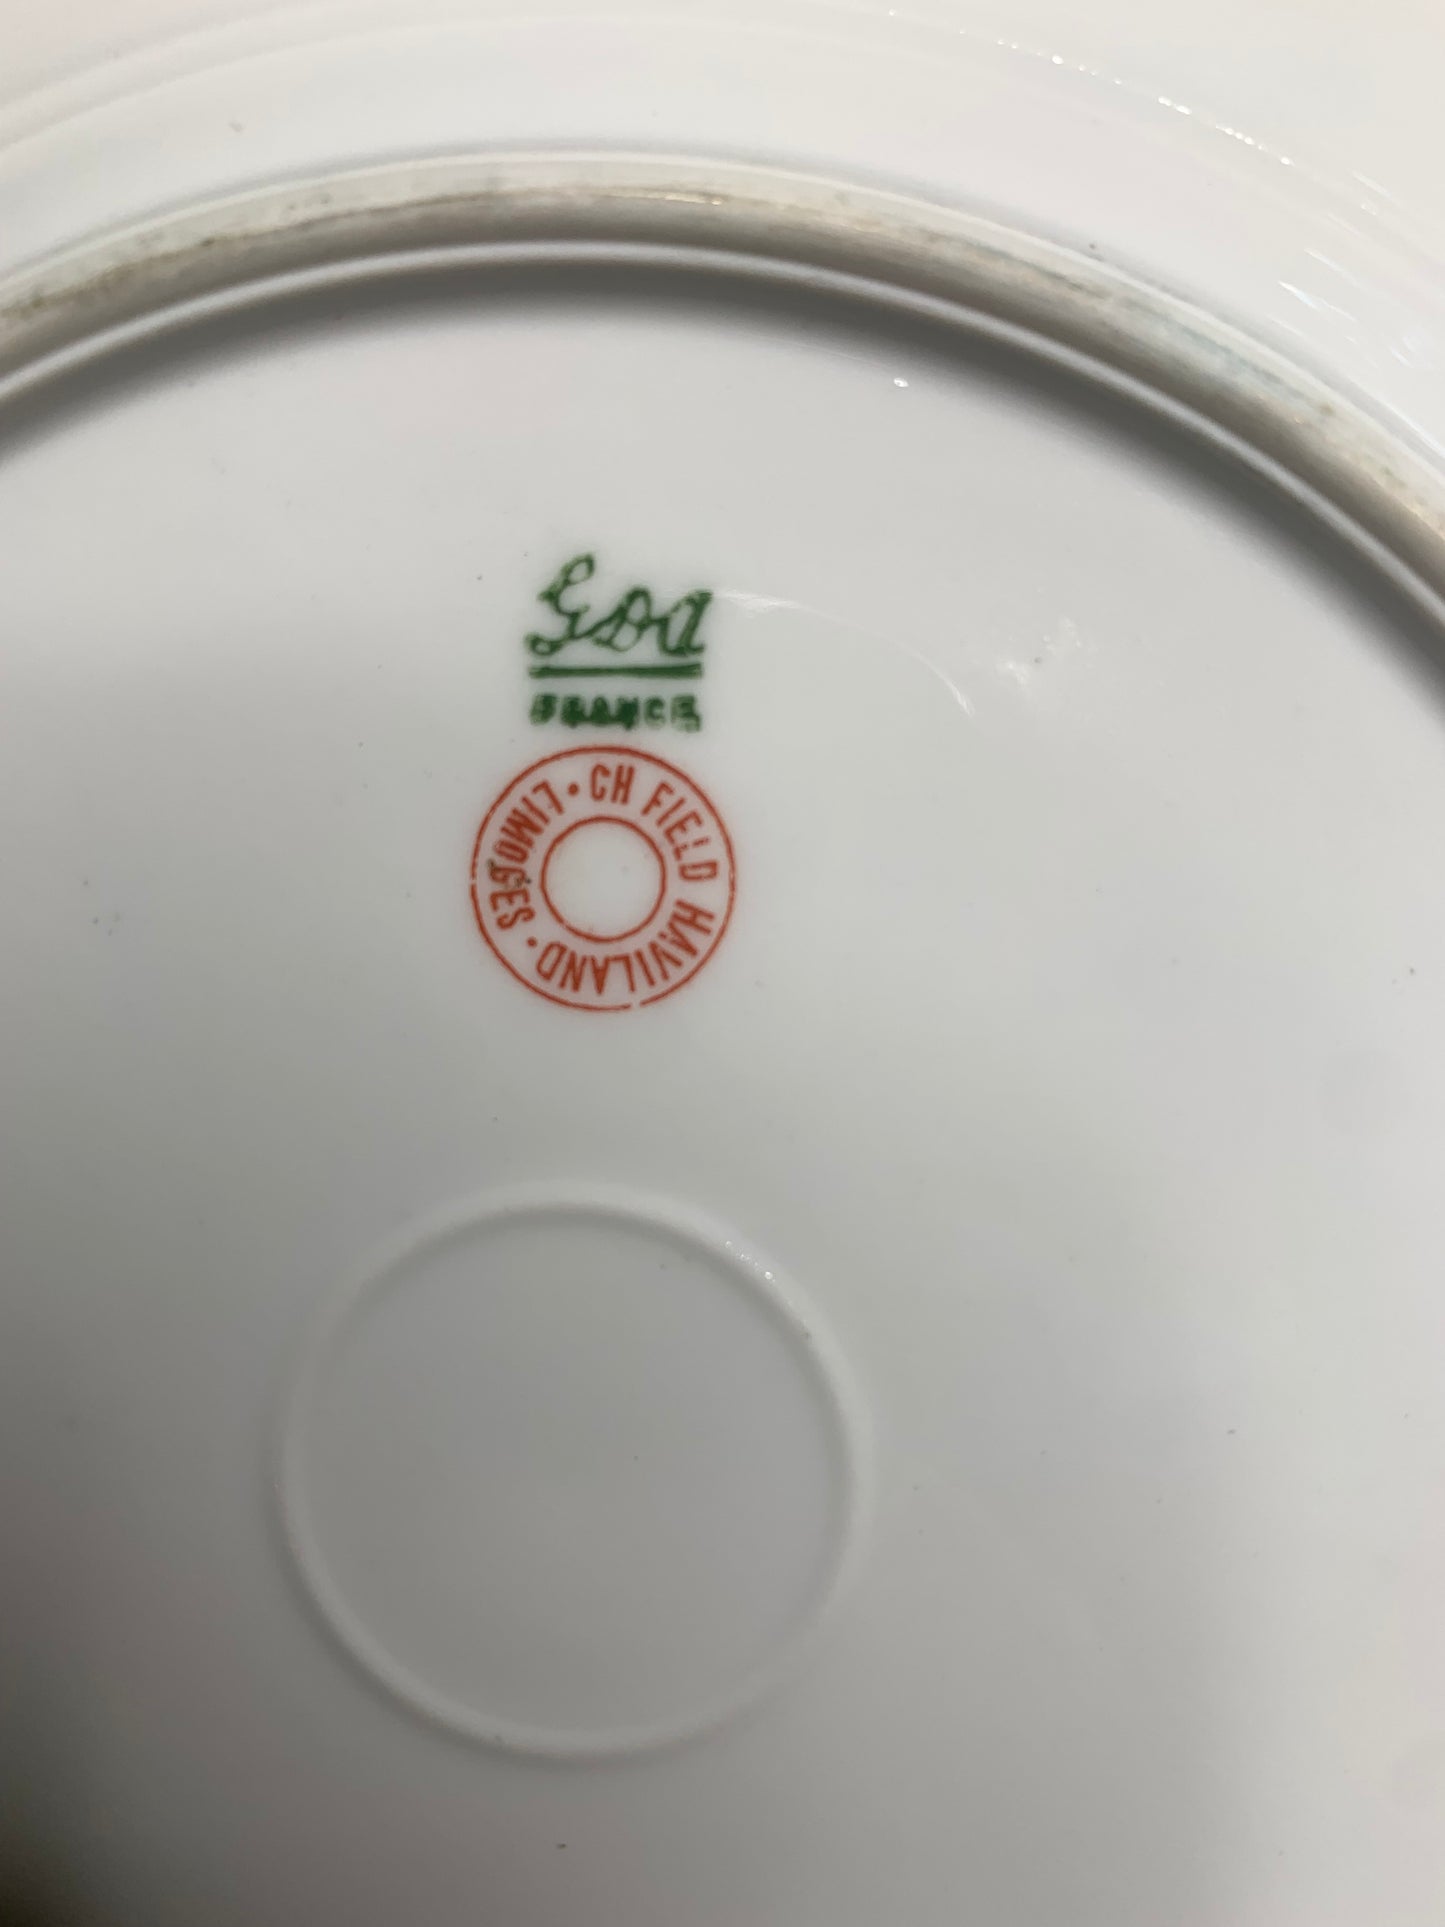 GDA
FRANCE
CH FIELD HAVILAND · LIMOGES ·